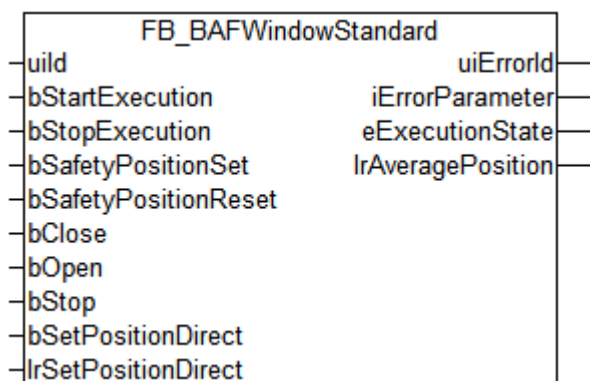 FB_BAFWindowStandard
uiId uiErrorId
bStartExecution iErrorParameter
bStopExecution eExecutionState
bSafetyPositionSet lrAveragePosition
bSafetyPositionReset
bClose
bOpen
bStop
bSetPositionDirect
lrSetPositionDirect